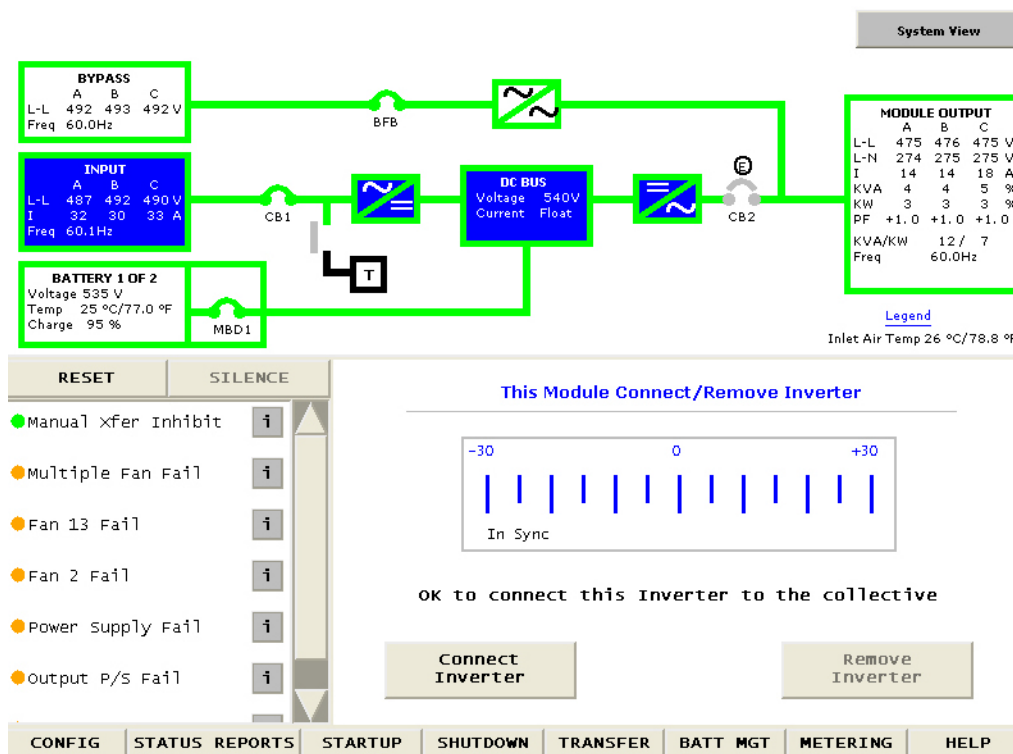 System View
BYPASS
A B C
L-L 492 493 492 V
Freq 60.0Hz
BFB
MODULE OUTPUT
A B C
L-L 475 476 475 V
L-N 274 275 275 V
I 14 14 18 A
KVA 4 4 5 %
KW 3 3 3 %
PF +1.0 +1.0 +1.0
KVA/KW 12/ 7
Freq 60.0Hz
INPUT
A B C
L-L 487 492 490 V
I 32 30 33 A
Freq 60.1Hz
CB1
DC BUS
Voltage 540V
Current Float
E
CB2
T
BATTERY 1 OF 2
Voltage 535 V
Temp 25 ºC/77.0 ºF
Charge 95 %
MBD1
Legend
Inlet Air Temp 26 ºC/78.8 ºF
RESET SILENCE
Manual Xfer Inhibit i
Multiple Fan Fail i
Fan 13 Fail i
Fan 2 Fail i
Power Supply Fail i
Output P/S Fail i
This Module Connect/Remove Inverter
-30 0 +30
In Sync
OK to connect this Inverter to the collective
Connect
Inverter
Remove
Inverter
CONFIG STATUS REPORTS STARTUP SHUTDOWN TRANSFER BATT MGT METERING HELP